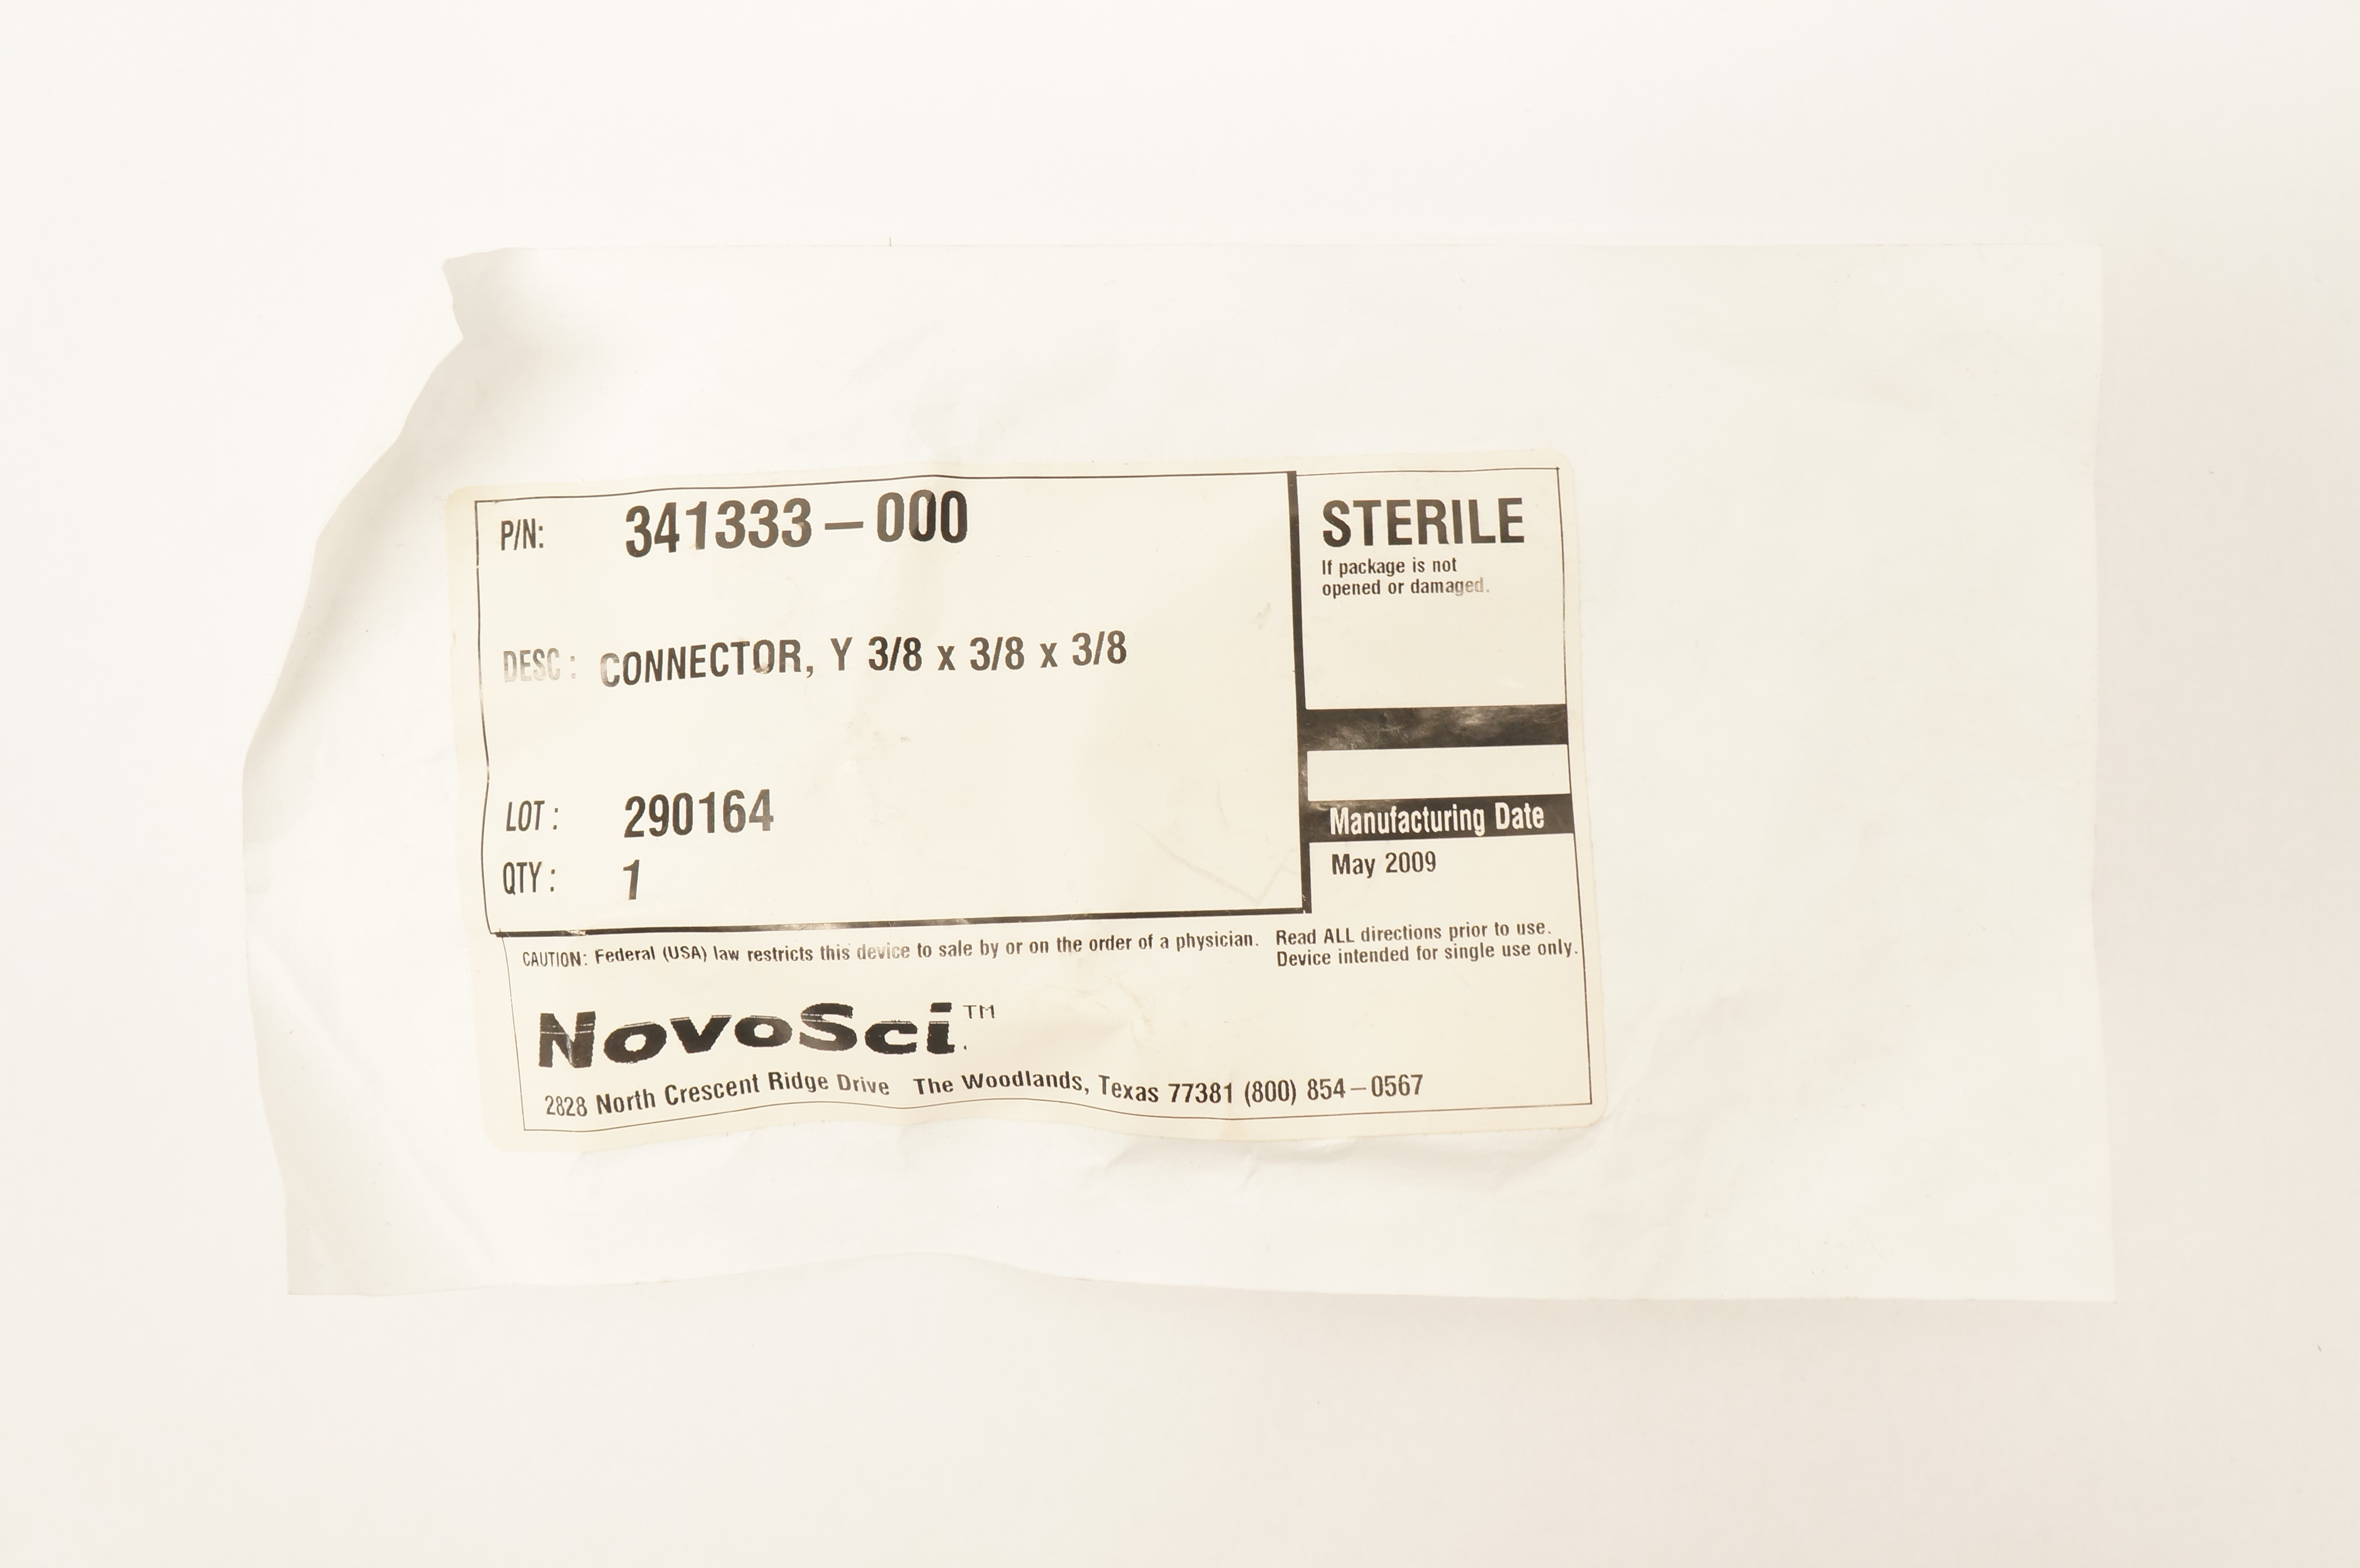 P/N: 341333-000
DESC: CONNECTOR, Y 3/8 x 3/8 x 3/8
LOT: 290164
QTY: 1
STERILE
If package is not
opened or damaged.
Manufacturing Date
May 2009
CAUTION: Federal (USA) law restricts this device to sale by or on the order of a physician.
Read ALL directions prior to use.
Device intended for single use only.
NovoSci™
2828 North Crescent Ridge Drive The Woodlands, Texas 77381 (800) 854-0567